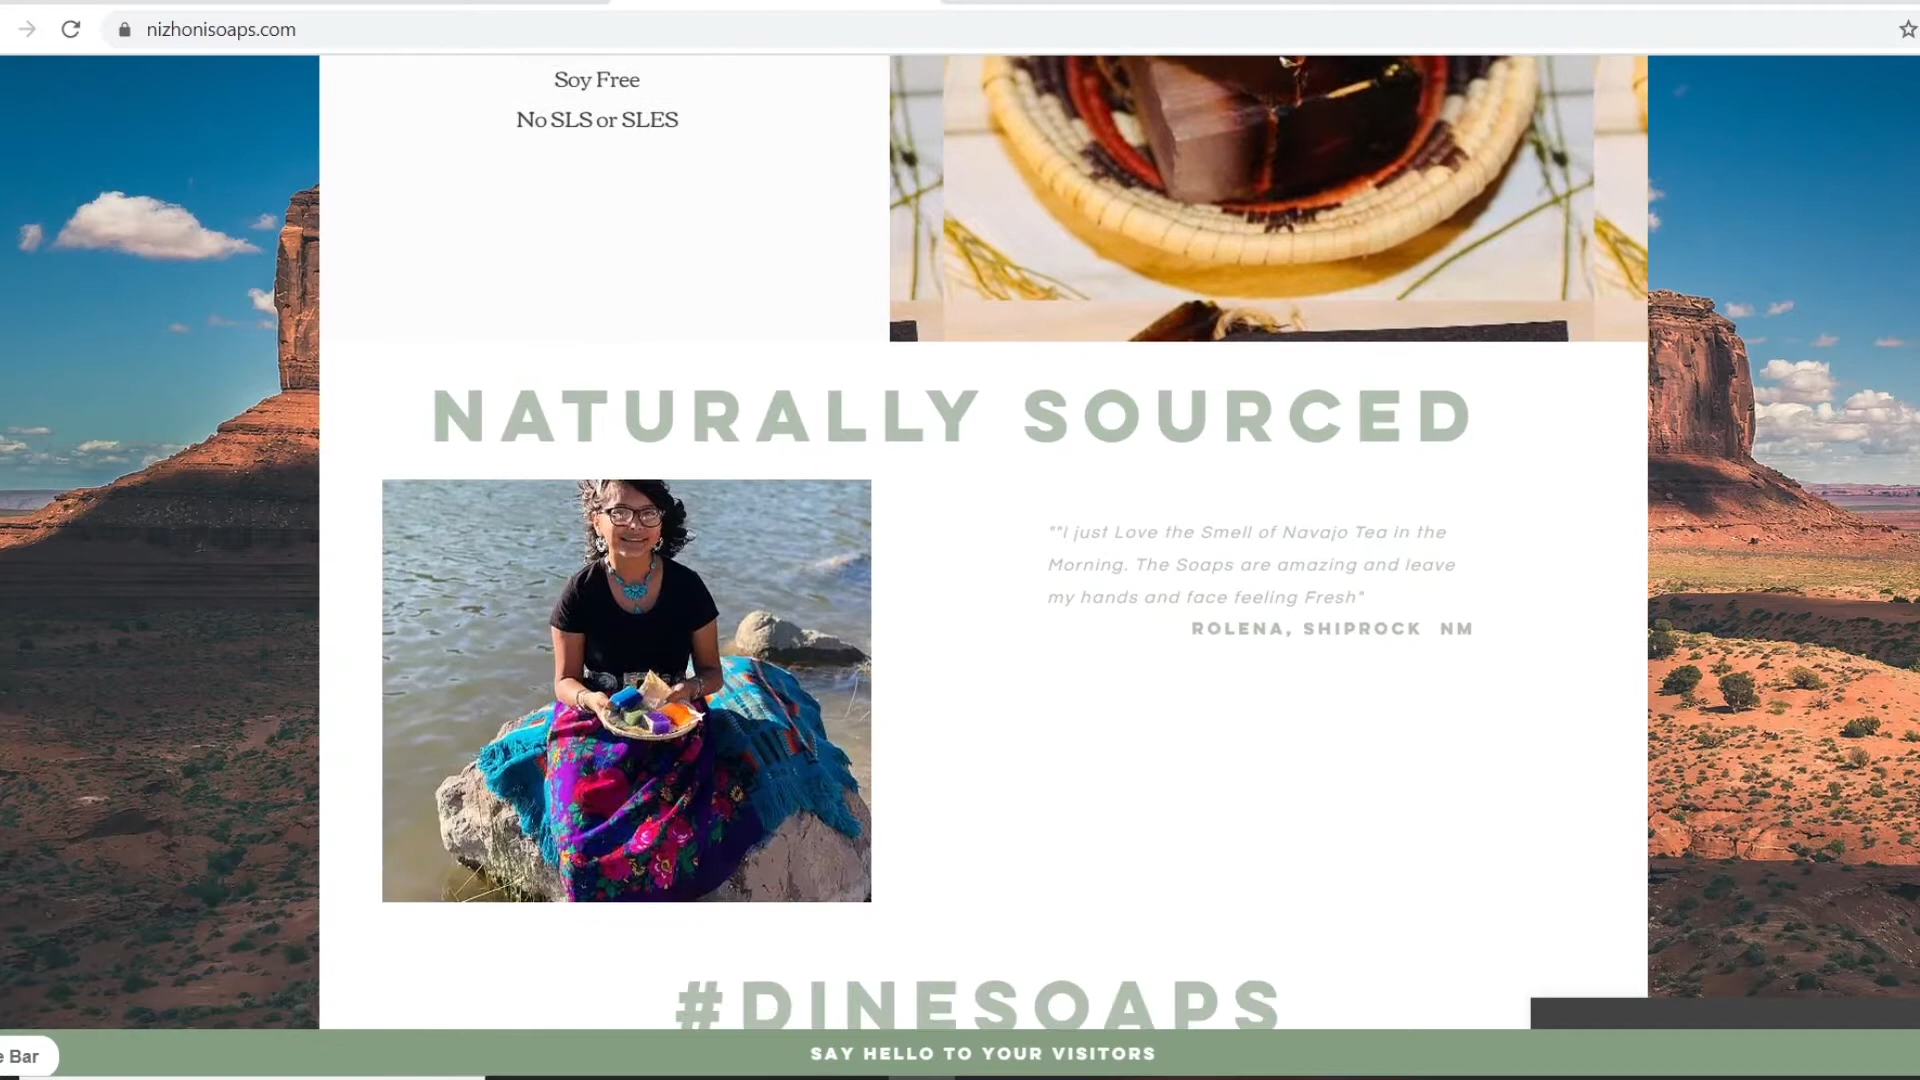 nizhonisoaps.com
Soy Free
No SLS or SLES
NATURALLY SOURCED
""I just Love the Smell of Navajo Tea in the
Morning. The Soaps are amazing and leave
my hands and face feeling Fresh"
ROLENA, SHIPROCK NM
#DINESOAPS
e Bar
SAY HELLO TO YOUR VISITORS